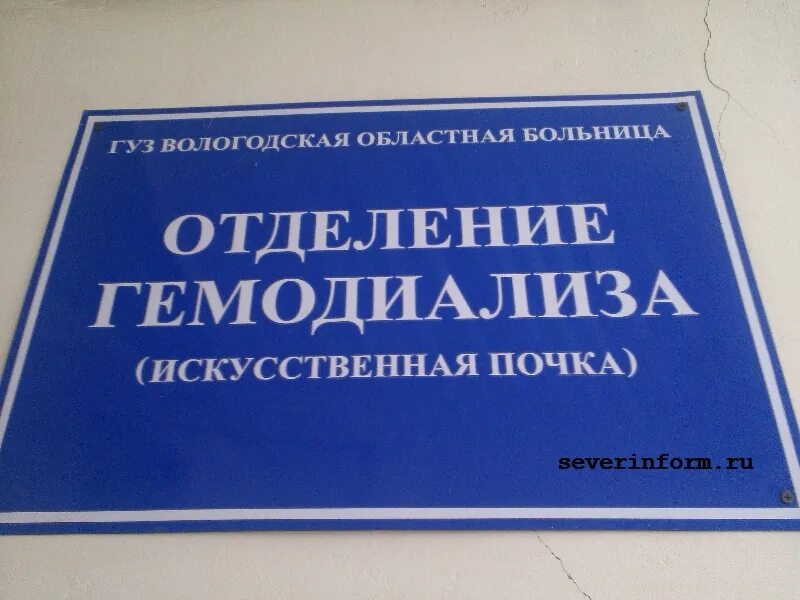 ГУЗ ВОЛОГОДСКАЯ ОБЛАСТНАЯ БОЛЬНИЦА
ОТДЕЛЕНИЕ
ГЕМОДИАЛИЗА
(ИСКУССТВЕННАЯ ПОЧКА)
severinform.ru